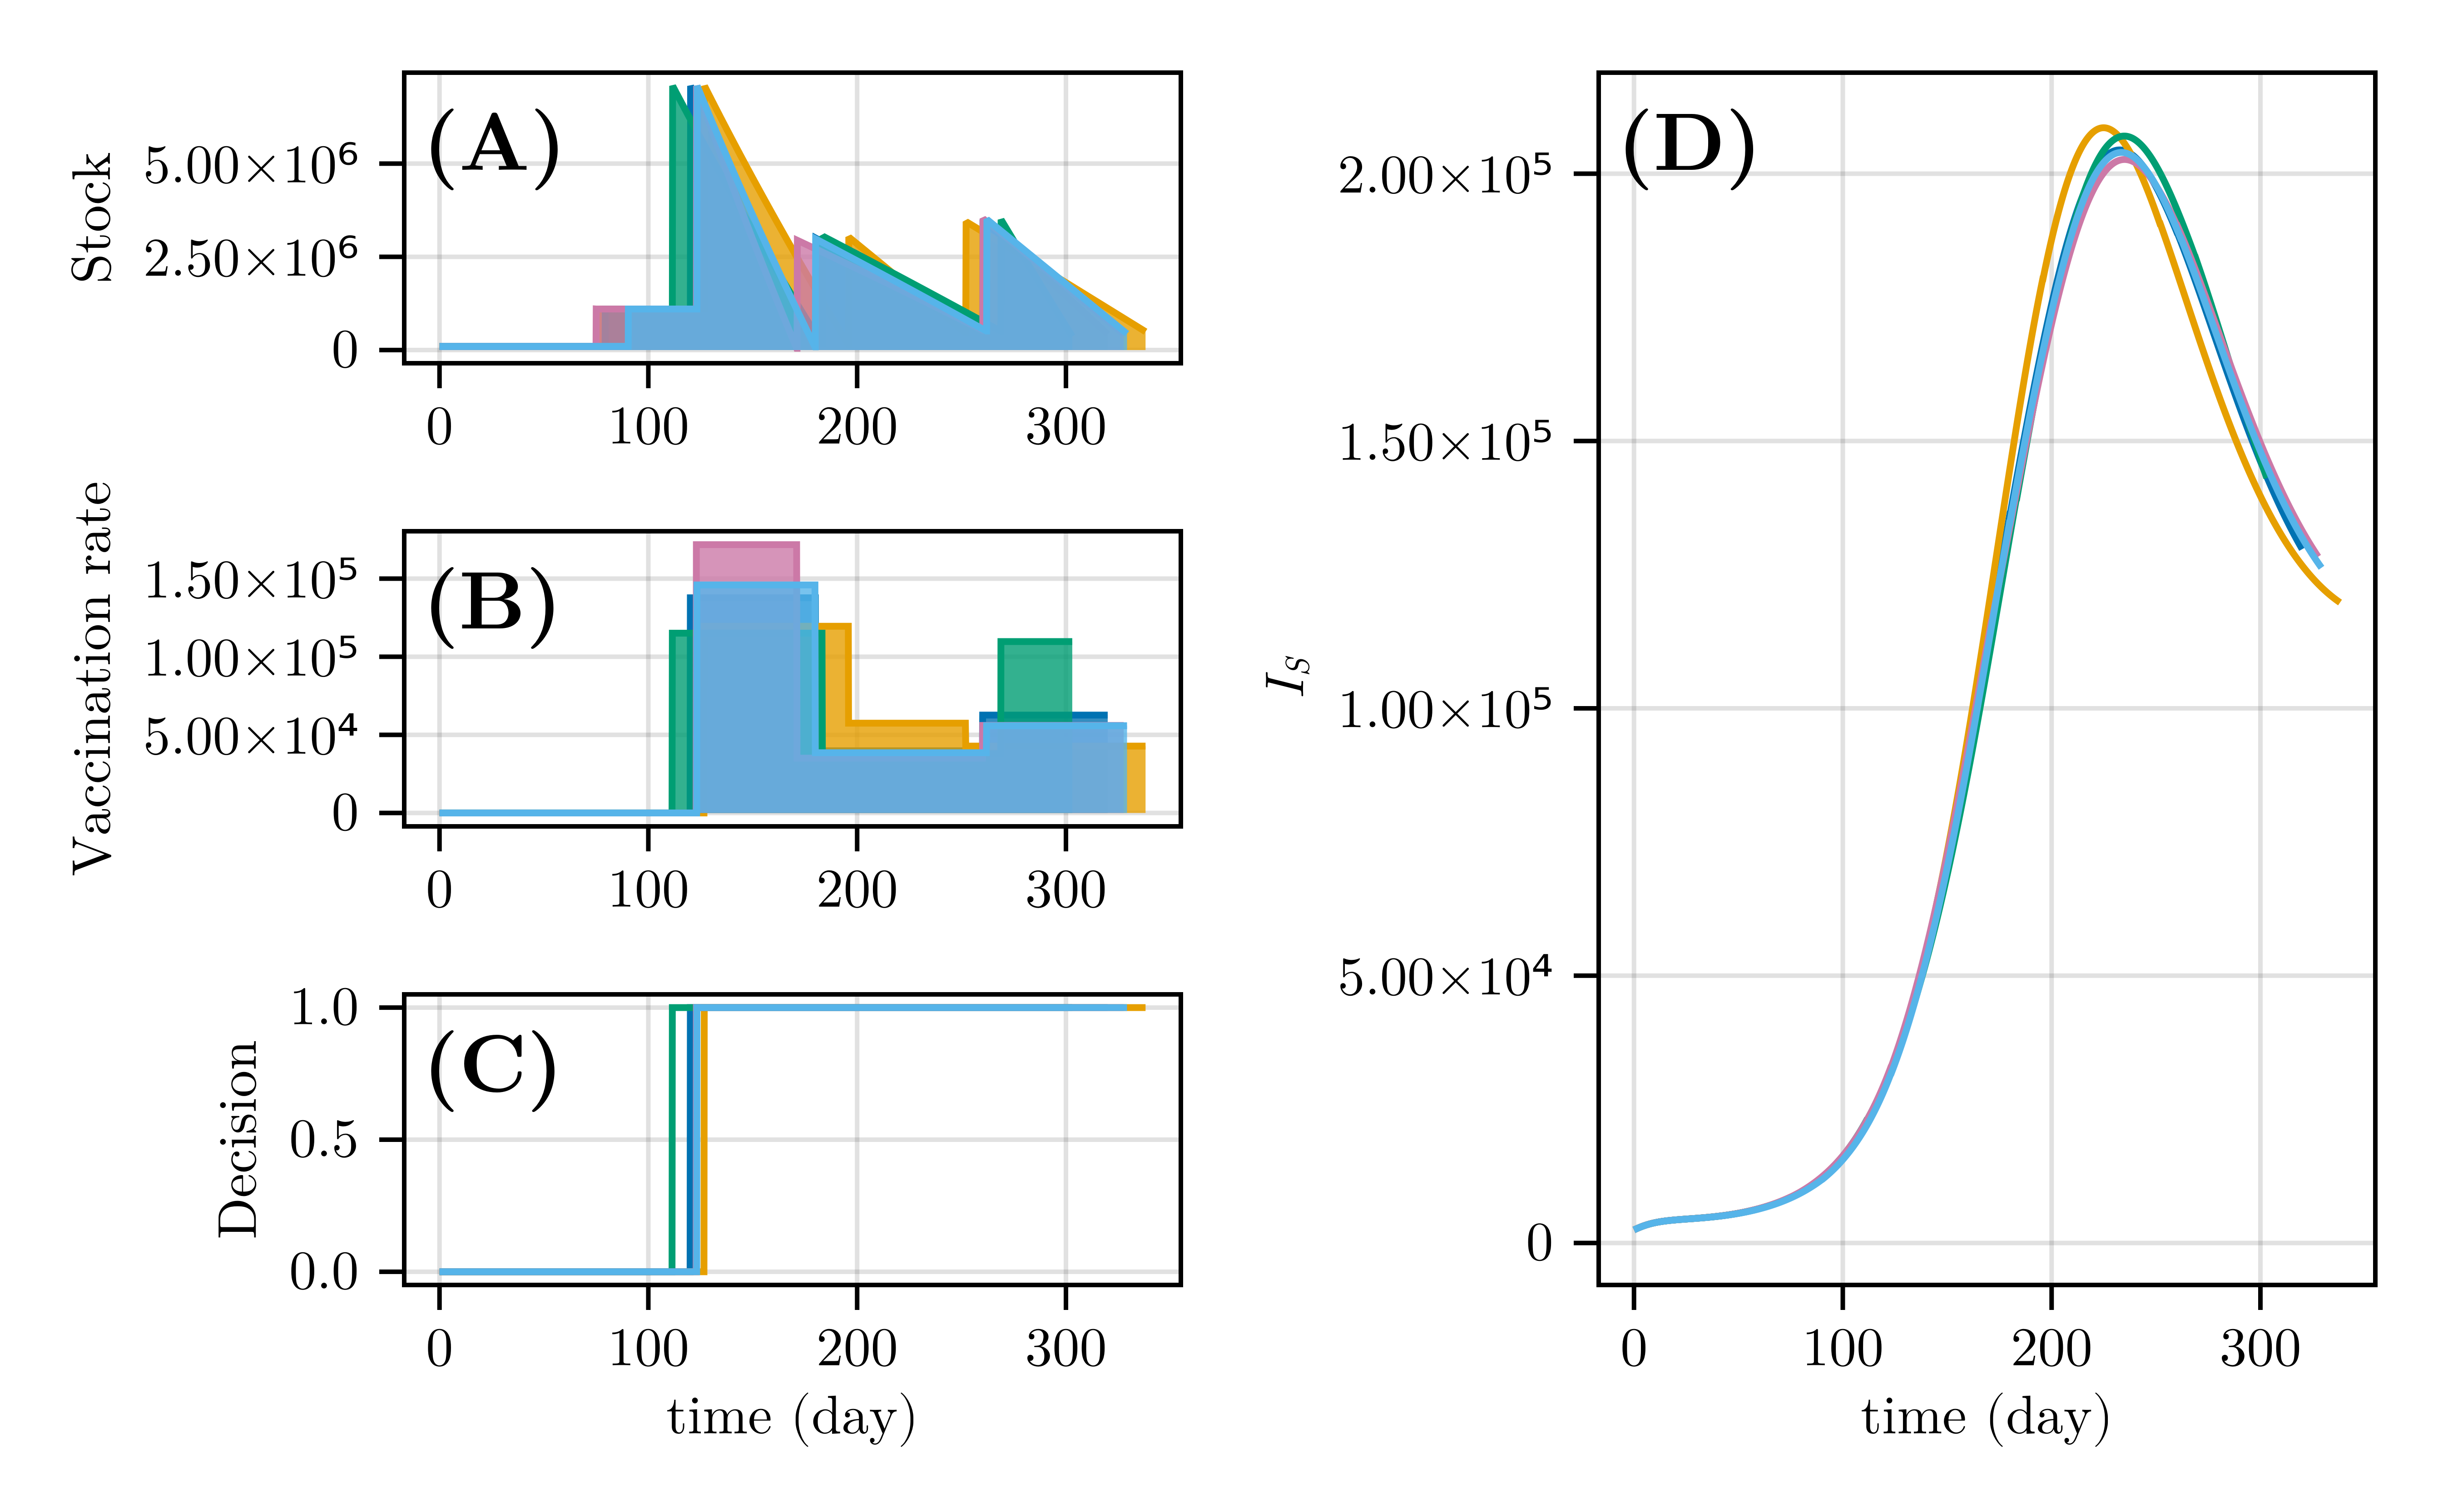 (A)
Stock
5.00×10⁶
2.50×10⁶
0
0 100 200 300
(B)
Vaccination rate
1.50×10⁵
1.00×10⁵
5.00×10⁴
0
0 100 200 300
(C)
Decision
1.0
0.5
0.0
0 100 200 300
time (day)
(D)
I_S
2.00×10⁵
1.50×10⁵
1.00×10⁵
5.00×10⁴
0
0 100 200 300
time (day)